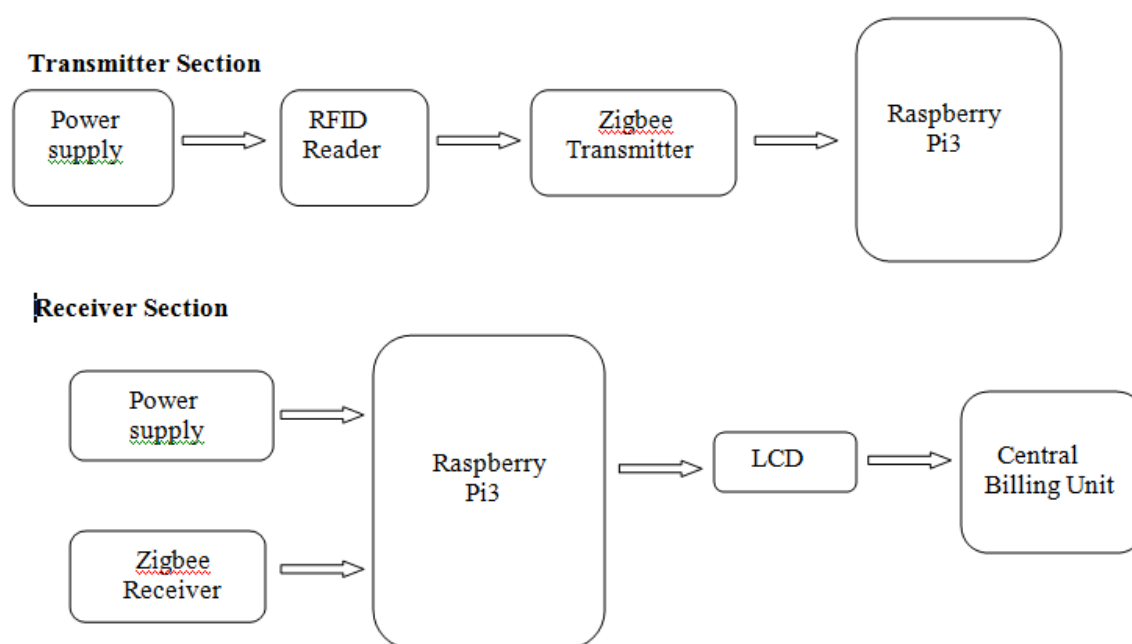 Transmitter Section
Power
supply
RFID
Reader
Zigbee
Transmitter
Raspberry
Pi3
Receiver Section
Power
supply
Zigbee
Receiver
Raspberry
Pi3
LCD
Central
Billing Unit